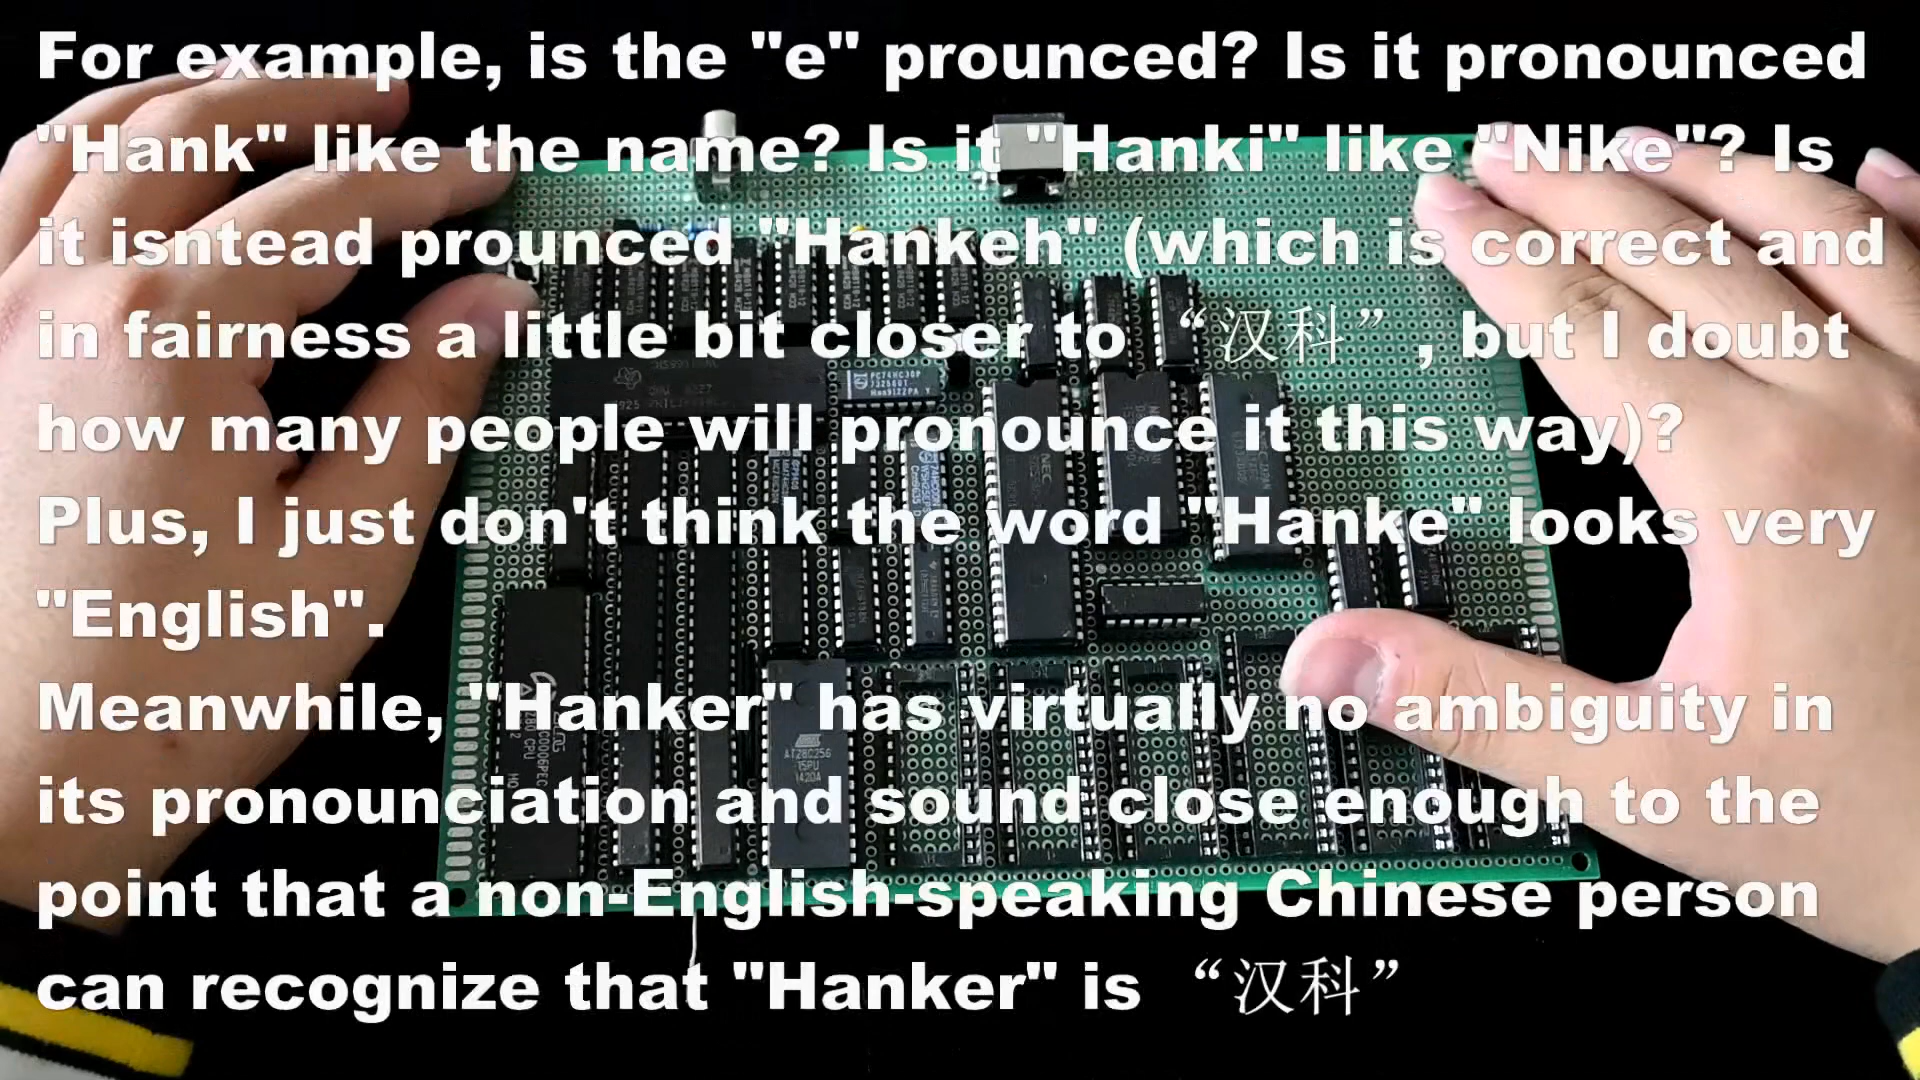 For example, is the "e" prounced? Is it pronounced
"Hank" like the name? Is it "Hanki" like "Nike"? Is
it isntead prounced "Hankeh" (which is correct and
in fairness a little bit closer to “汉科”, but I doubt
how many people will pronounce it this way)?
Plus, I just don't think the word "Hanke" looks very
"English".
Meanwhile, "Hanker" has virtually no ambiguity in
its pronounciation and sound close enough to the
point that a non-English-speaking Chinese person
can recognize that "Hanker" is “汉科”
PC74HC30P
NEC
AT28C256
15PU